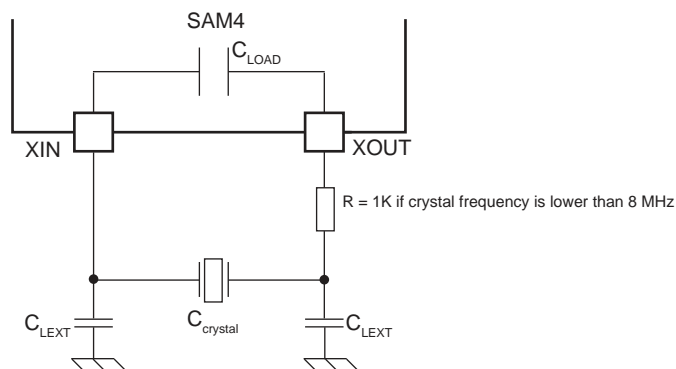 SAM4
CLOAD
XIN
XOUT
R = 1K if crystal frequency is lower than 8 MHz
CLEXT
Ccrystal
CLEXT